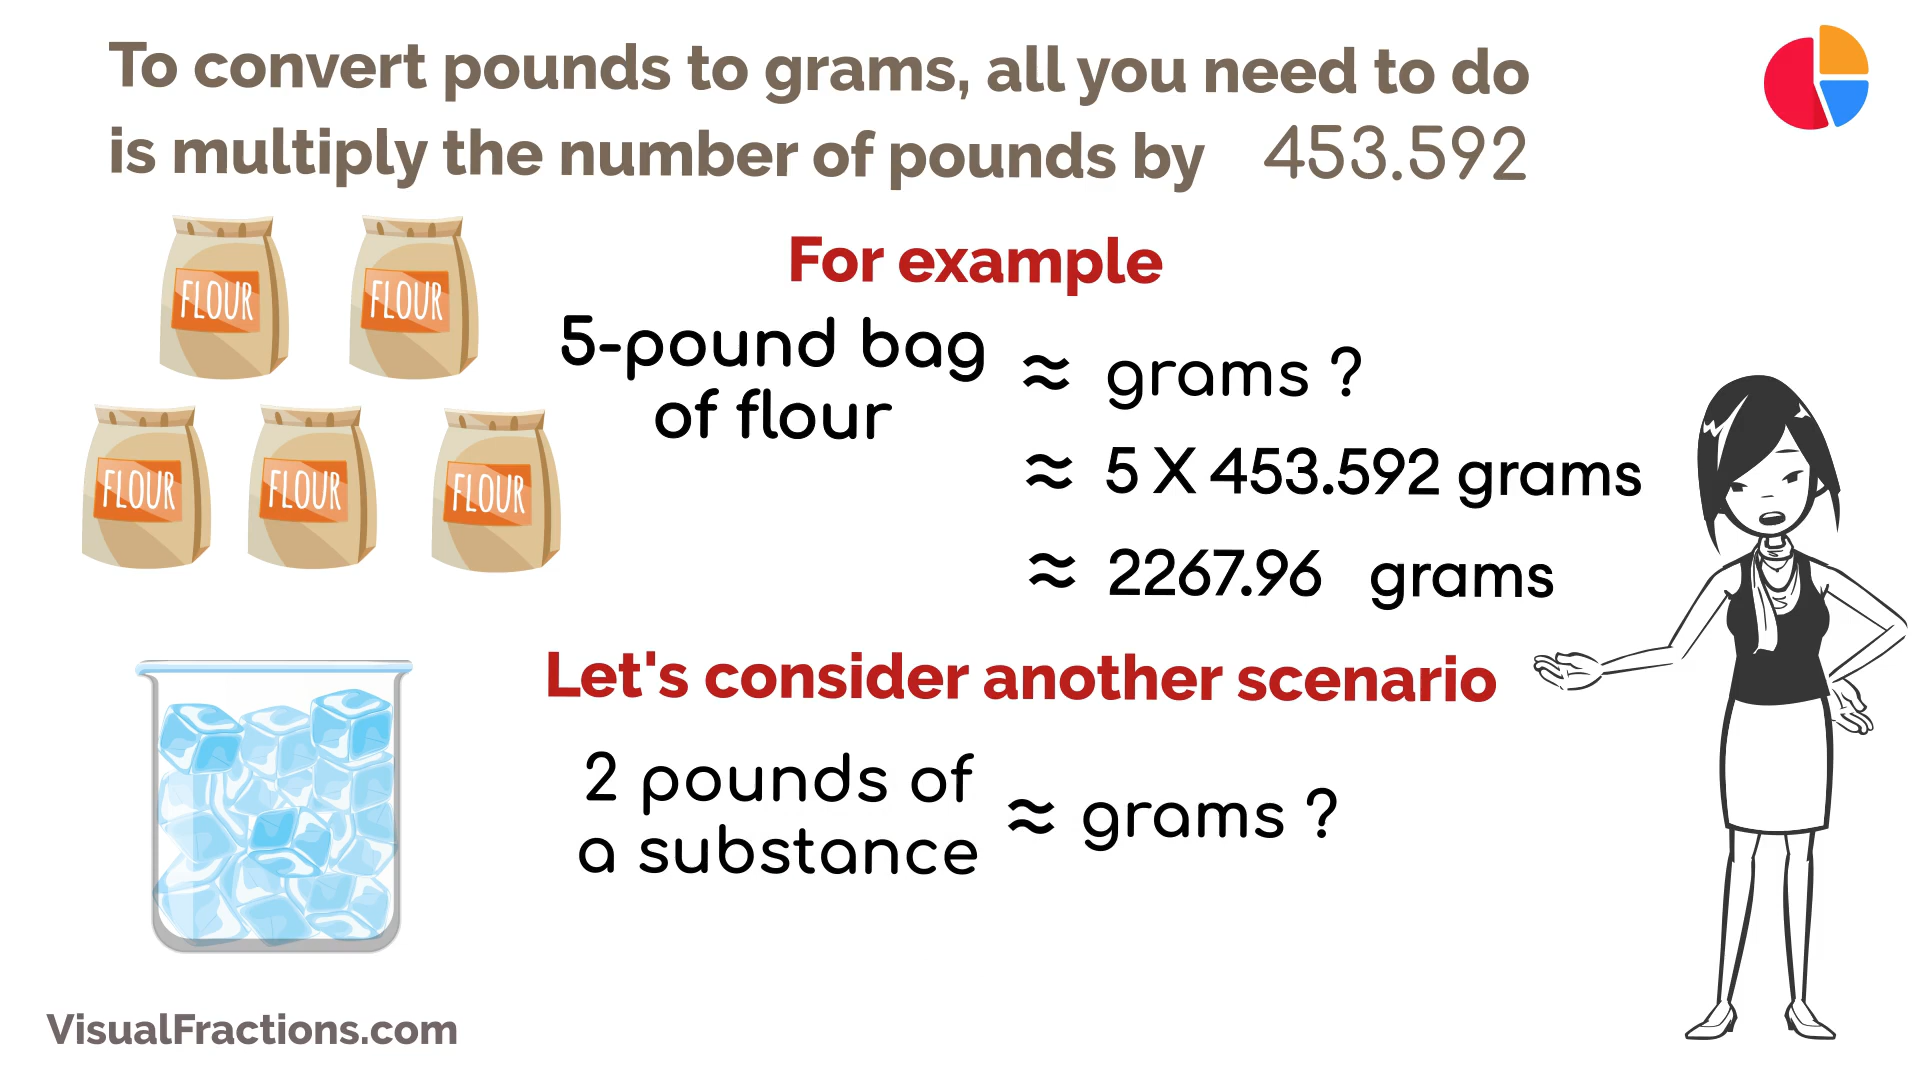 To convert pounds to grams, all you need to do
is multiply the number of pounds by 453.592
FLOUR
FLOUR
FLOUR
FLOUR
FLOUR
For example
5-pound bag
of flour
≈ grams ?
≈ 5 X 453.592 grams
≈ 2267.96 grams
Let's consider another scenario
2 pounds of
a substance
≈ grams ?
VisualFractions.com